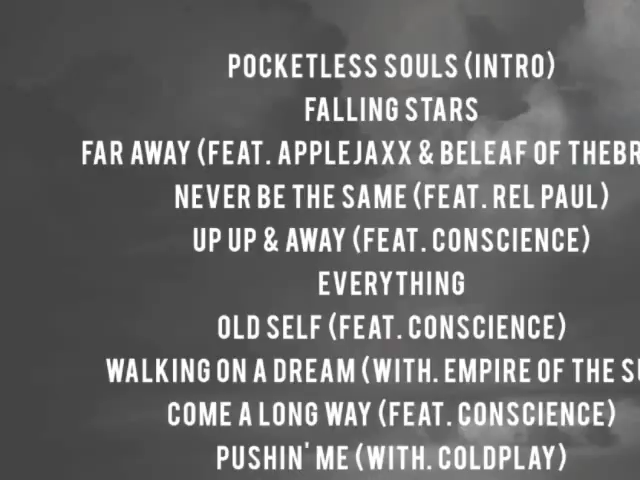 POCKETLESS SOULS (INTRO)
FALLING STARS
FAR AWAY (FEAT. APPLEJAXX & BELEAF OF THEBR
NEVER BE THE SAME (FEAT. REL PAUL)
UP UP & AWAY (FEAT. CONSCIENCE)
EVERYTHING
OLD SELF (FEAT. CONSCIENCE)
WALKING ON A DREAM (WITH. EMPIRE OF THE SU
COME A LONG WAY (FEAT. CONSCIENCE)
PUSHIN' ME (WITH. COLDPLAY)